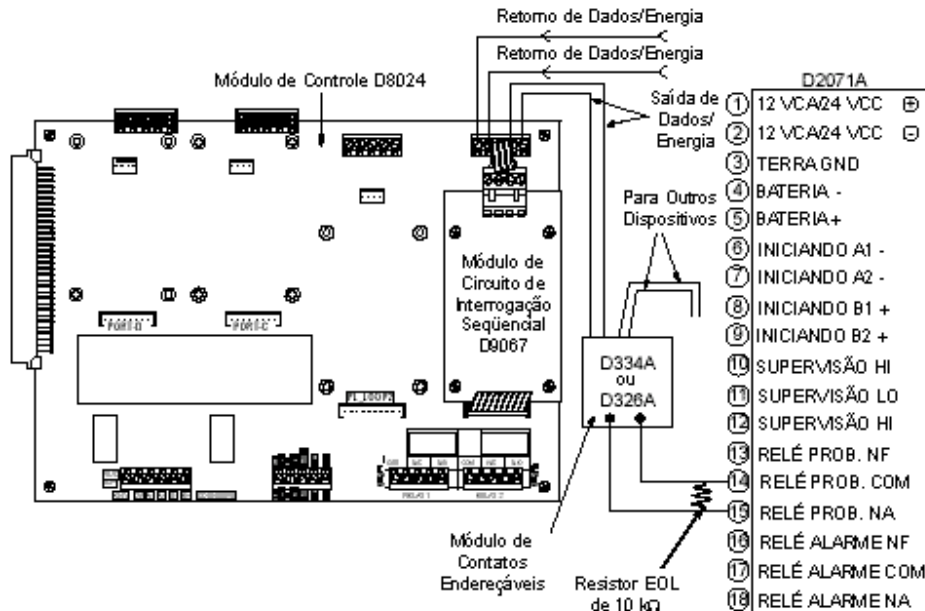 Retorno de Dados/Energia
Retorno de Dados/Energia
Módulo de Controle D8024
Saída de
Dados/
Energia
Para Outros
Dispositivos
Módulo de
Circuito de
Interrogação
Seqüencial
D9067
D334A
ou
D326A
PORT-D
PORT-C
Módulo de
Contatos
Endereçáveis
Resistor EOL
de 10 kΩ
D2071A
1 12 VCA/24 VCC +
2 12 VCA/24 VCC -
3 TERRA GND
4 BATERIA -
5 BATERIA +
6 INICIANDO A1 -
7 INICIANDO A2 -
8 INICIANDO B1 +
9 INICIANDO B2 +
10 SUPERVISÃO HI
11 SUPERVISÃO LO
12 SUPERVISÃO HI
13 RELÉ PROB. NF
14 RELÉ PROB. COM
15 RELÉ PROB. NA
16 RELÉ ALARME NF
17 RELÉ ALARME COM
18 RELÉ ALARME NA